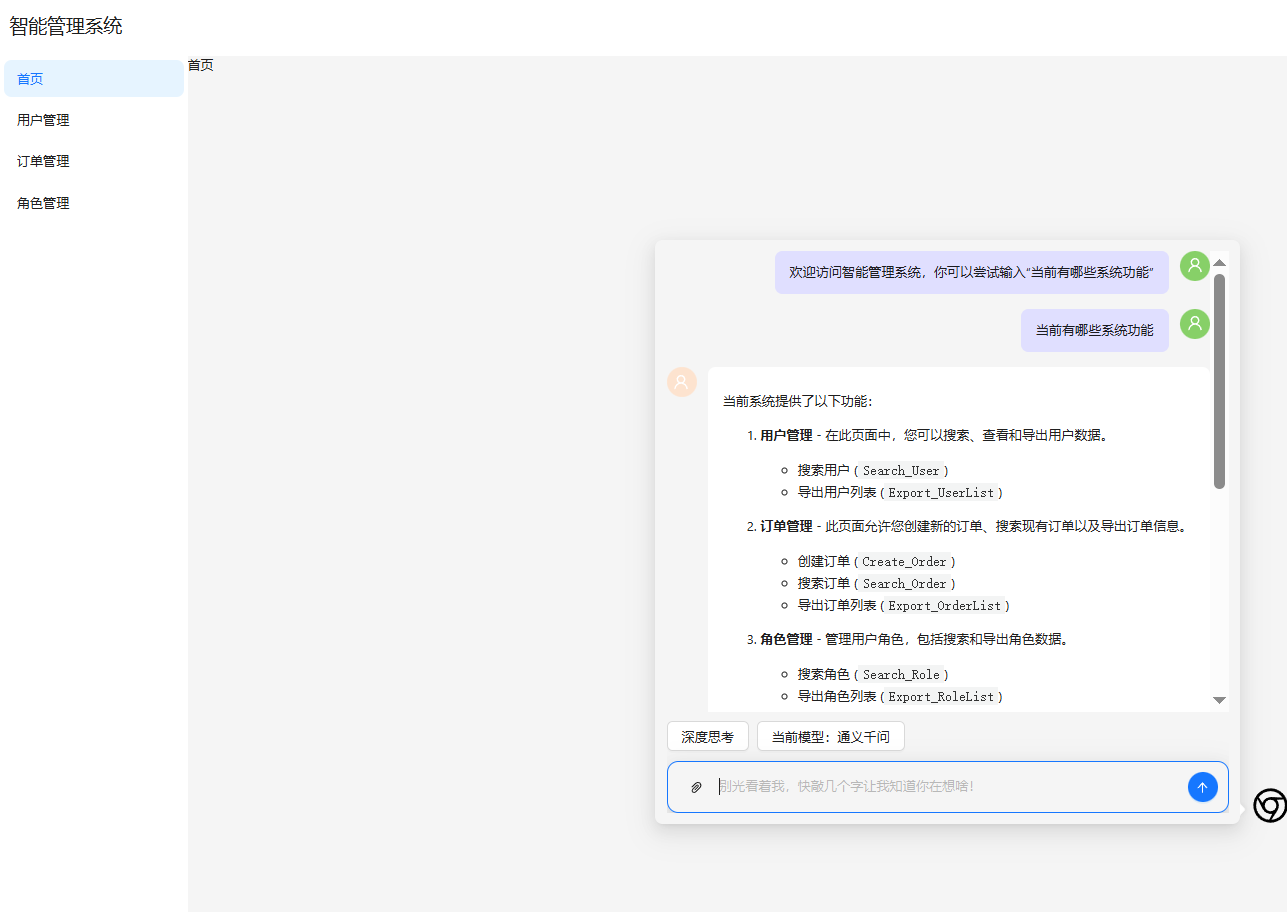 智能管理系统
首页
用户管理
订单管理
角色管理
首页
欢迎访问智能管理系统，你可以尝试输入“当前有哪些系统功能”
当前有哪些系统功能
当前系统提供了以下功能：
1. 用户管理 - 在此页面中，您可以搜索、查看和导出用户数据。
搜索用户 ( Search_User )
导出用户列表 ( Export_UserList )
2. 订单管理 - 此页面允许您创建新的订单、搜索现有订单以及导出订单信息。
创建订单 ( Create_Order )
搜索订单 ( Search_Order )
导出订单列表 ( Export_OrderList )
3. 角色管理 - 管理用户角色，包括搜索和导出角色数据。
搜索角色 ( Search_Role )
导出角色列表 ( Export_RoleList )
深度思考
当前模型：通义千问
别光看着我，快敲几个字让我知道你在想啥！